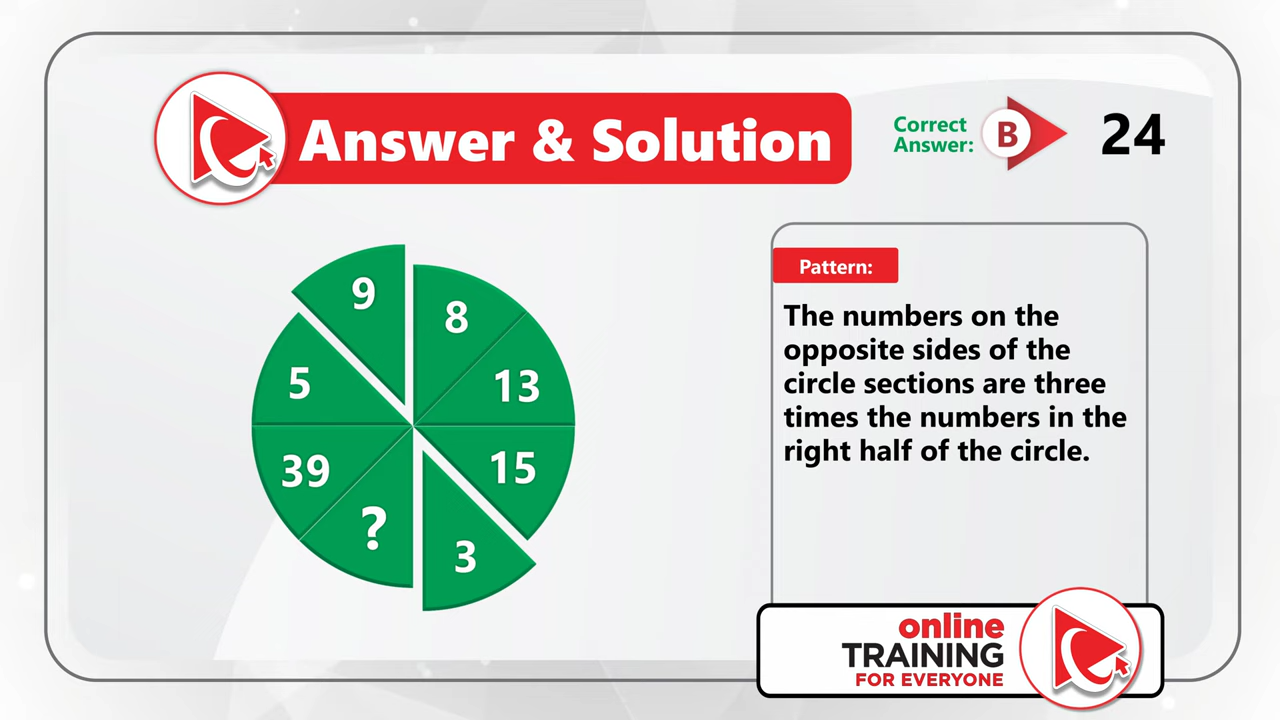 Answer & Solution
Correct
Answer:
B
24
9
8
5
13
39
15
?
3
Pattern:
The numbers on the
opposite sides of the
circle sections are three
times the numbers in the
right half of the circle.
online
TRAINING
FOR EVERYONE